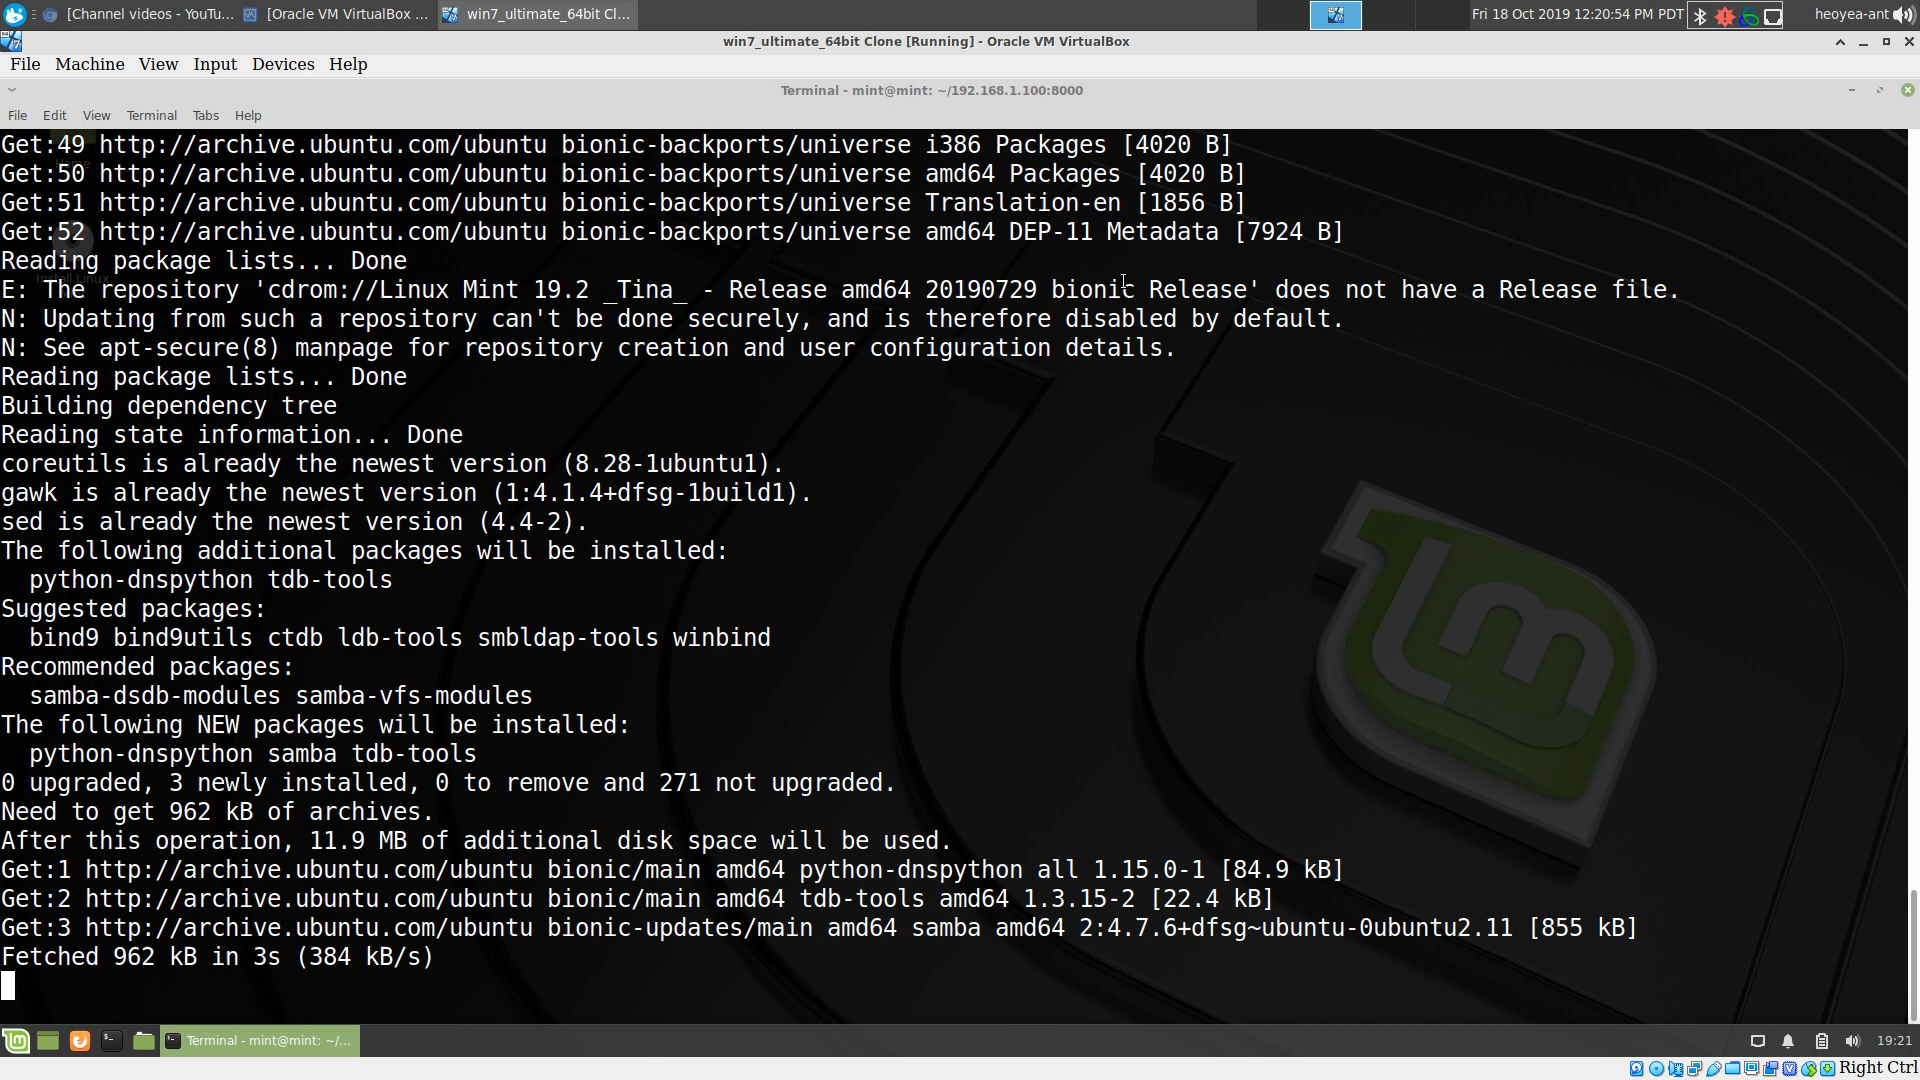 [Channel videos - YouTu...
[Oracle VM VirtualBox ...
win7_ultimate_64bit Cl...
Fri 18 Oct 2019 12:20:54 PM PDT
heoyea-ant
win7_ultimate_64bit Clone [Running] - Oracle VM VirtualBox
File Machine View Input Devices Help
Terminal - mint@mint: ~/192.168.1.100:8000
File Edit View Terminal Tabs Help
Get:49 http://archive.ubuntu.com/ubuntu bionic-backports/universe i386 Packages [4020 B]
Get:50 http://archive.ubuntu.com/ubuntu bionic-backports/universe amd64 Packages [4020 B]
Get:51 http://archive.ubuntu.com/ubuntu bionic-backports/universe Translation-en [1856 B]
Get:52 http://archive.ubuntu.com/ubuntu bionic-backports/universe amd64 DEP-11 Metadata [7924 B]
Reading package lists... Done
E: The repository 'cdrom://Linux Mint 19.2 _Tina_ - Release amd64 20190729 bionic Release' does not have a Release file.
N: Updating from such a repository can't be done securely, and is therefore disabled by default.
N: See apt-secure(8) manpage for repository creation and user configuration details.
Reading package lists... Done
Building dependency tree
Reading state information... Done
coreutils is already the newest version (8.28-1ubuntu1).
gawk is already the newest version (1:4.1.4+dfsg-1build1).
sed is already the newest version (4.4-2).
The following additional packages will be installed:
  python-dnspython tdb-tools
Suggested packages:
  bind9 bind9utils ctdb ldb-tools smbldap-tools winbind
Recommended packages:
  samba-dsdb-modules samba-vfs-modules
The following NEW packages will be installed:
  python-dnspython samba tdb-tools
0 upgraded, 3 newly installed, 0 to remove and 271 not upgraded.
Need to get 962 kB of archives.
After this operation, 11.9 MB of additional disk space will be used.
Get:1 http://archive.ubuntu.com/ubuntu bionic/main amd64 python-dnspython all 1.15.0-1 [84.9 kB]
Get:2 http://archive.ubuntu.com/ubuntu bionic/main amd64 tdb-tools amd64 1.3.15-2 [22.4 kB]
Get:3 http://archive.ubuntu.com/ubuntu bionic-updates/main amd64 samba amd64 2:4.7.6+dfsg~ubuntu-0ubuntu2.11 [855 kB]
Fetched 962 kB in 3s (384 kB/s)
Terminal - mint@mint: ~/...
19:21
Right Ctrl